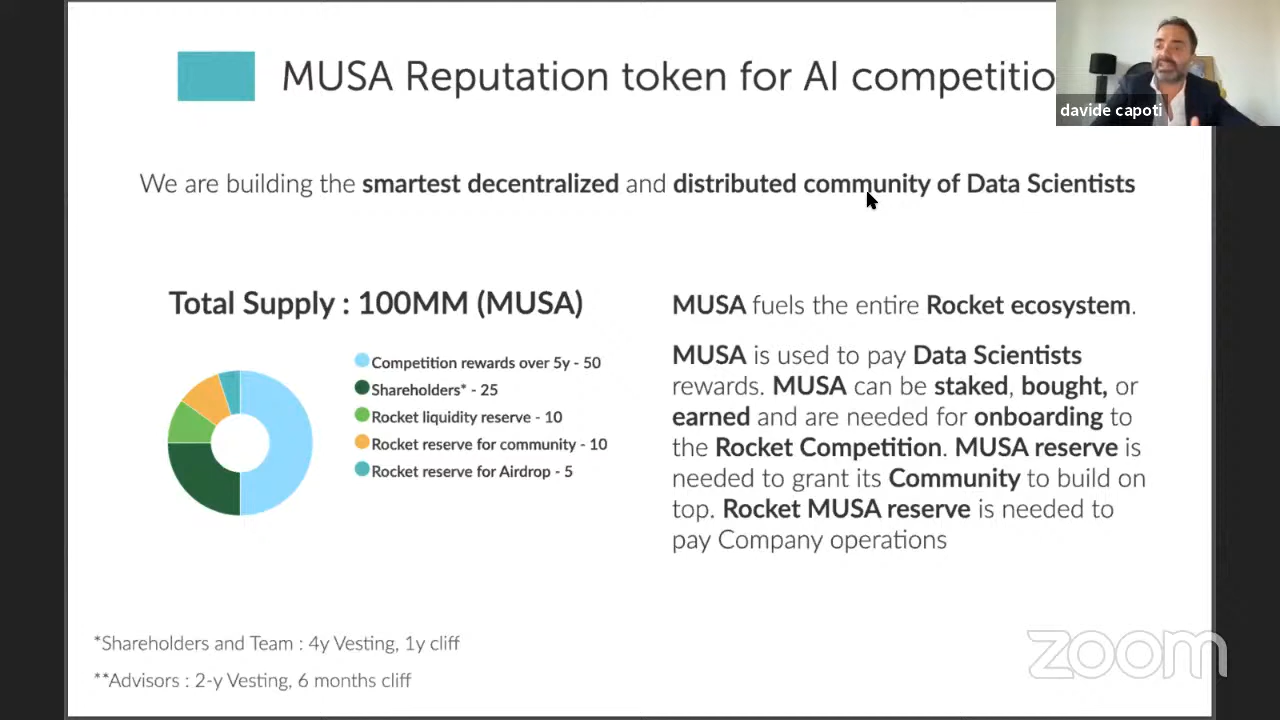 MUSA Reputation token for AI competitio
davide capoti
We are building the smartest decentralized and distributed community of Data Scientists
Total Supply : 100MM (MUSA)
Competition rewards over 5y - 50
Shareholders* - 25
Rocket liquidity reserve - 10
Rocket reserve for community - 10
Rocket reserve for Airdrop - 5
MUSA fuels the entire Rocket ecosystem.
MUSA is used to pay Data Scientists
rewards. MUSA can be staked, bought, or
earned and are needed for onboarding to
the Rocket Competition. MUSA reserve is
needed to grant its Community to build on
top. Rocket MUSA reserve is needed to
pay Company operations
*Shareholders and Team : 4y Vesting, 1y cliff
**Advisors : 2-y Vesting, 6 months cliff
zoom